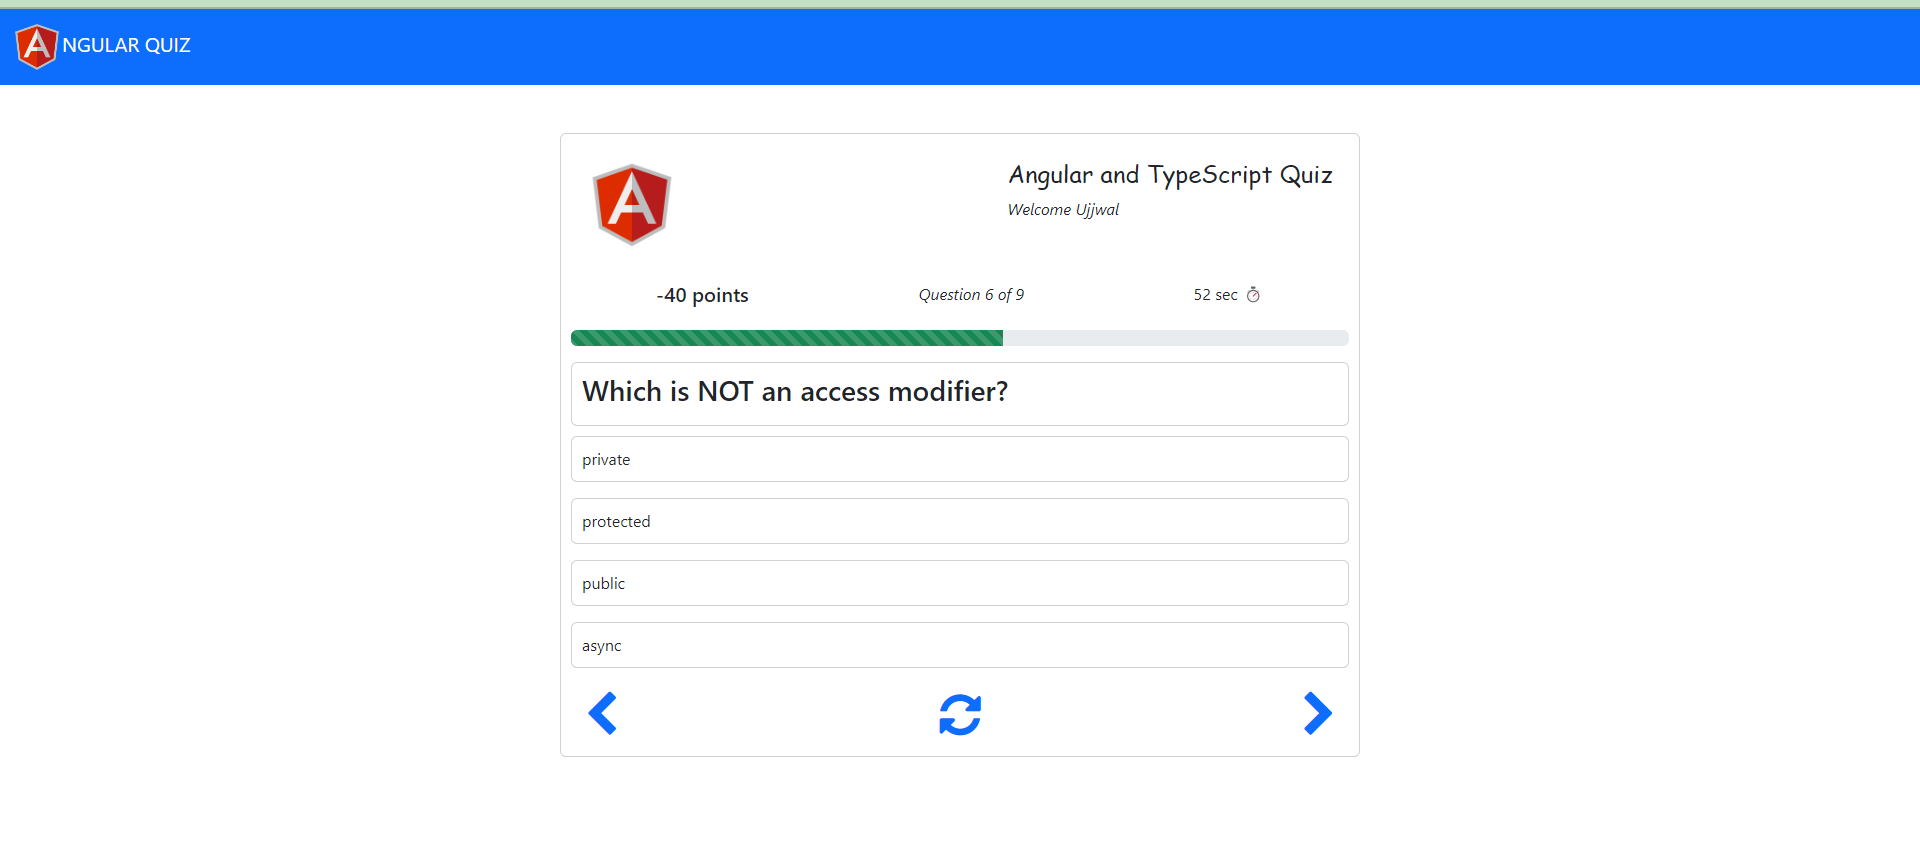 NGULAR QUIZ
Angular and TypeScript Quiz
Welcome Ujjwal
-40 points
Question 6 of 9
52 sec
Which is NOT an access modifier?
private
protected
public
async